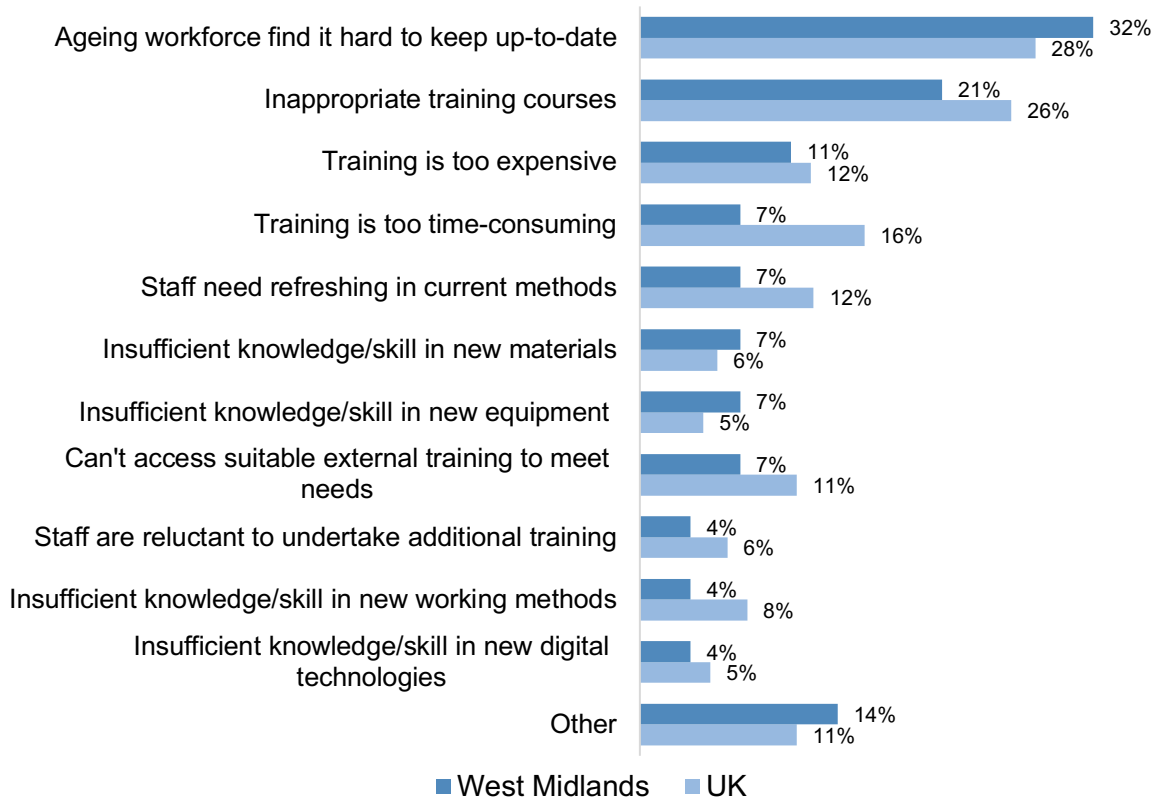 Ageing workforce find it hard to keep up-to-date
32%
28%
Inappropriate training courses
21%
26%
Training is too expensive
11%
12%
Training is too time-consuming
7%
16%
Staff need refreshing in current methods
7%
12%
Insufficient knowledge/skill in new materials
7%
6%
Insufficient knowledge/skill in new equipment
7%
5%
Can't access suitable external training to meet
needs
7%
11%
Staff are reluctant to undertake additional training
4%
6%
Insufficient knowledge/skill in new working methods
4%
8%
Insufficient knowledge/skill in new digital
technologies
4%
5%
Other
14%
11%
West Midlands UK